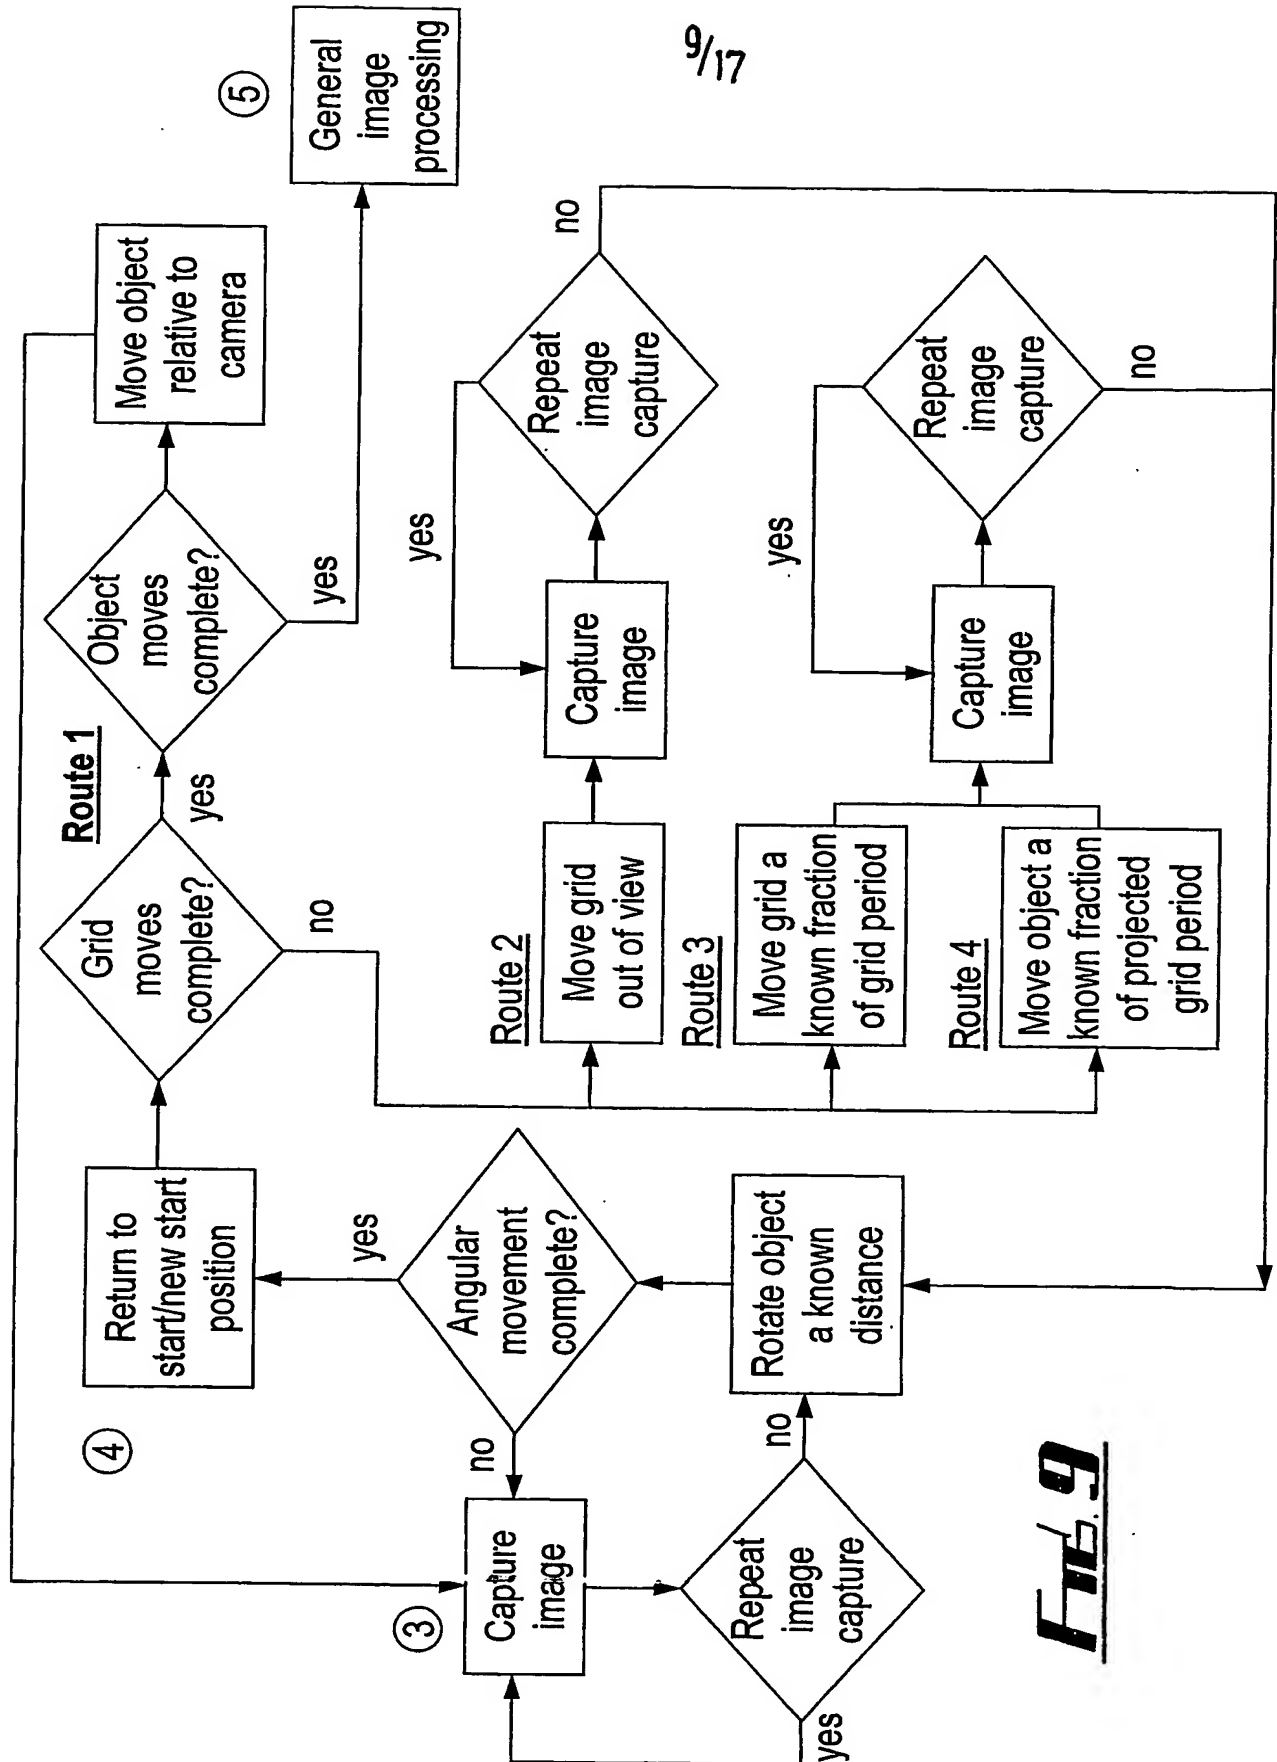 9/17
③
Capture
image
Repeat
image
capture
yes
no
Rotate object
a known
distance
Angular
movement
complete?
no
yes
④
Return to
start/new start
position
Grid
moves
complete?
no
yes
Route 1
Object
moves
complete?
yes
Move object
relative to
camera
⑤
General
image
processing
Route 2
Move grid
out of view
Capture
image
yes
Repeat
image
capture
no
Route 3
Move grid a
known fraction
of grid period
Route 4
Move object a
known fraction
of projected
grid period
Capture
image
yes
Repeat
image
capture
no
FIG. 9